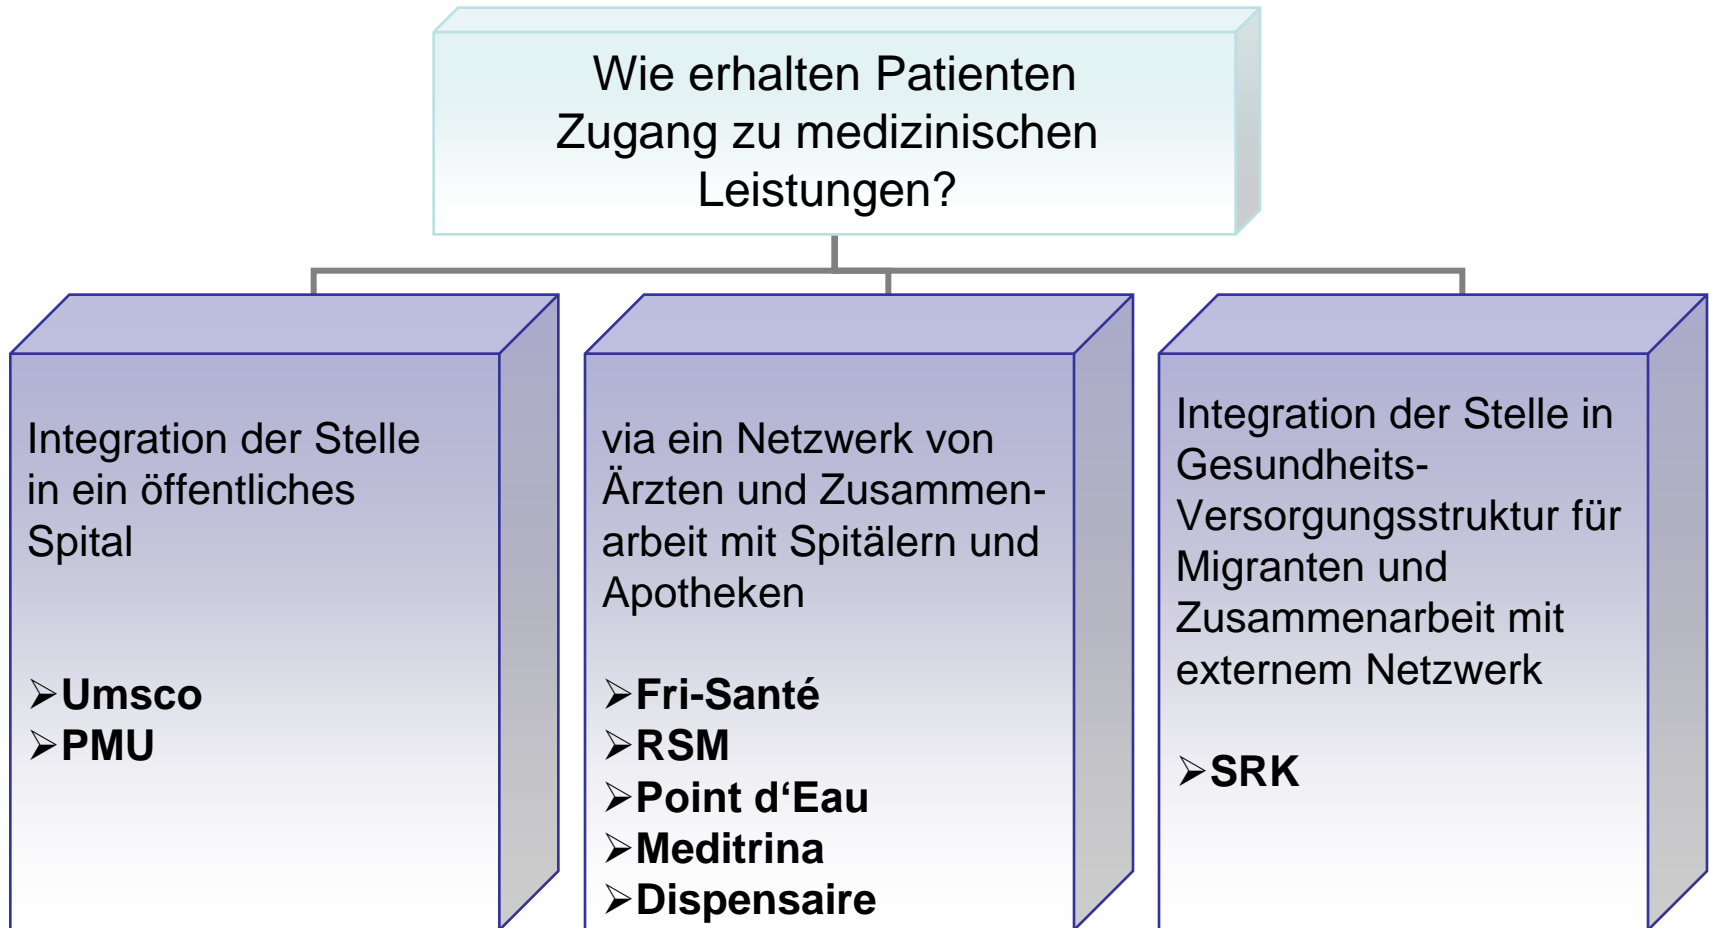 Wie erhalten Patienten
Zugang zu medizinischen
Leistungen?
Integration der Stelle
in ein öffentliches
Spital
➢Umsco
➢PMU
via ein Netzwerk von
Ärzten und Zusammen-
arbeit mit Spitälern und
Apotheken
➢Fri-Santé
➢RSM
➢Point d‘Eau
➢Meditrina
➢Dispensaire
Integration der Stelle in
Gesundheits-
Versorgungsstruktur für
Migranten und
Zusammenarbeit mit
externem Netzwerk
➢SRK